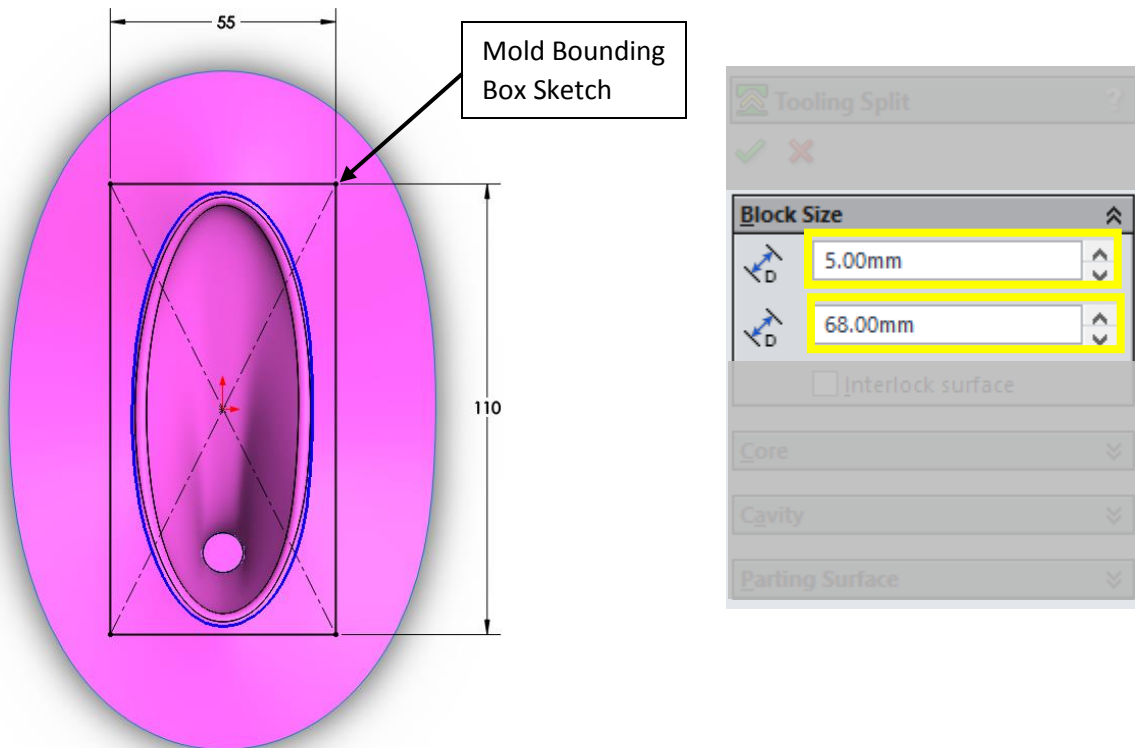 55
Mold Bounding
Box Sketch
110
Tooling Split ?
Block Size
D 5.00mm
D 68.00mm
Interlock surface
Core
Cavity
Parting Surface